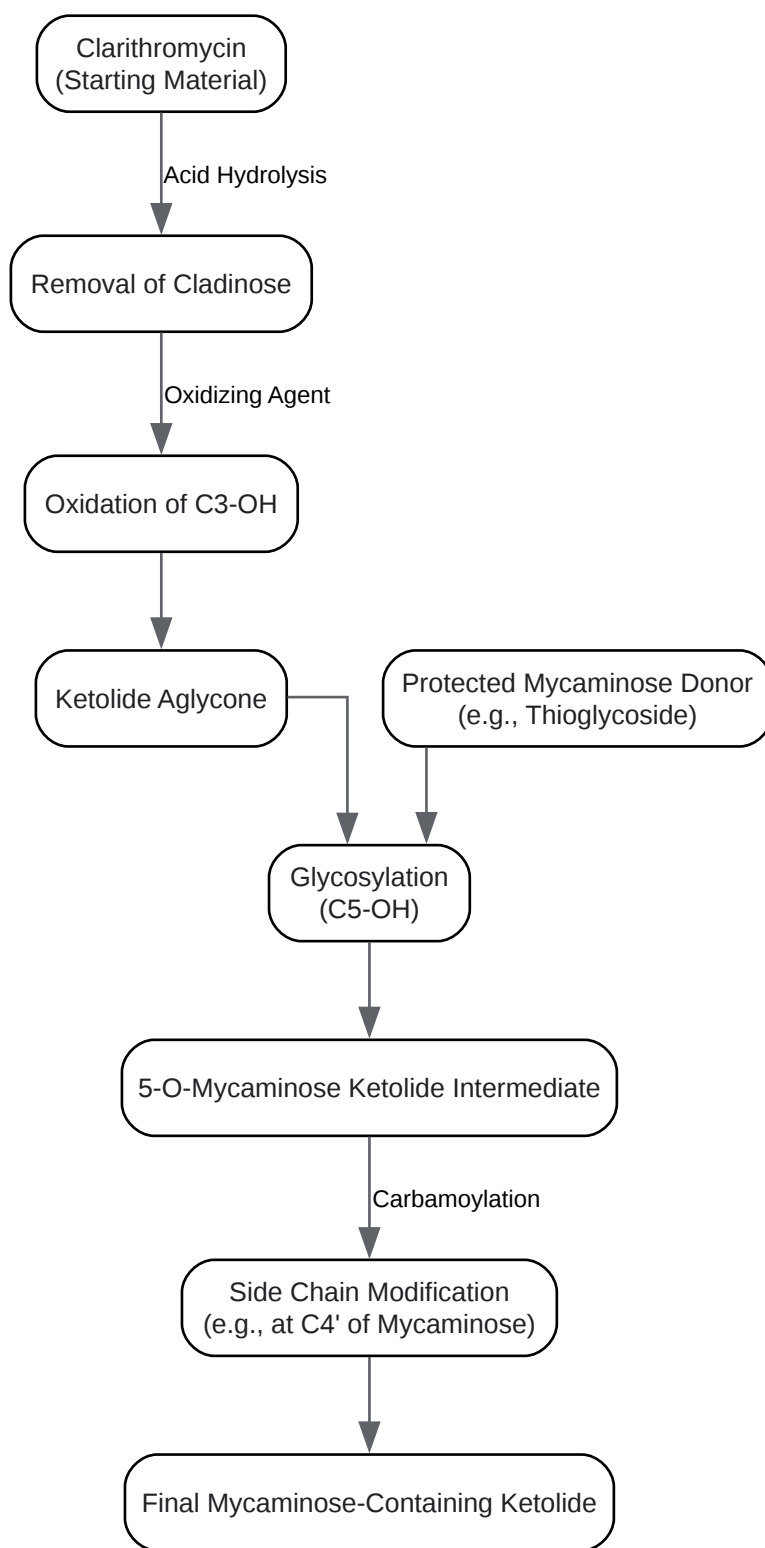 Clarithromycin
(Starting Material)
Acid Hydrolysis
Removal of Cladinose
Oxidizing Agent
Oxidation of C3-OH
Ketolide Aglycone
Protected Mycaminose Donor
(e.g., Thioglycoside)
Glycosylation
(C5-OH)
5-O-Mycaminose Ketolide Intermediate
Carbamoylation
Side Chain Modification
(e.g., at C4' of Mycaminose)
Final Mycaminose-Containing Ketolide